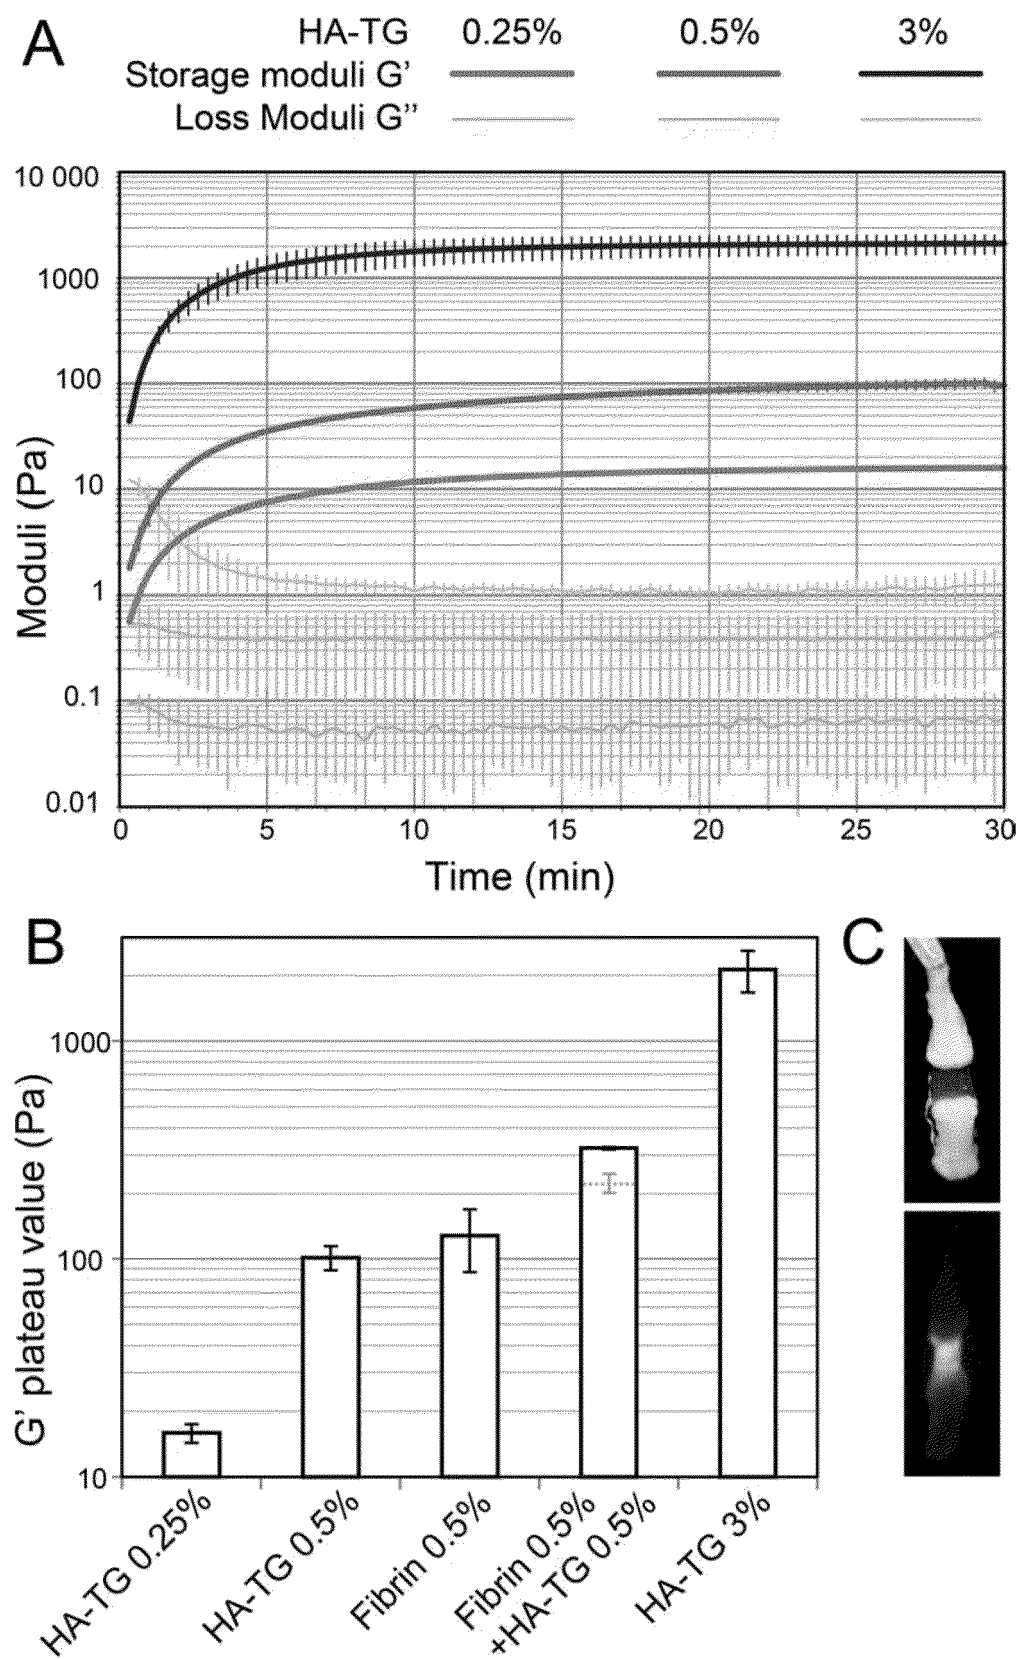 A
HA-TG 0.25% 0.5% 3%
Storage moduli G’
Loss Moduli G’’
10 000
1000
100
10
1
0.1
0.01
Moduli (Pa)
0 5 10 15 20 25 30
Time (min)
B
C
1000
100
10
G’ plateau value (Pa)
HA-TG 0.25%
HA-TG 0.5%
Fibrin 0.5%
Fibrin 0.5%
+HA-TG 0.5%
HA-TG 3%